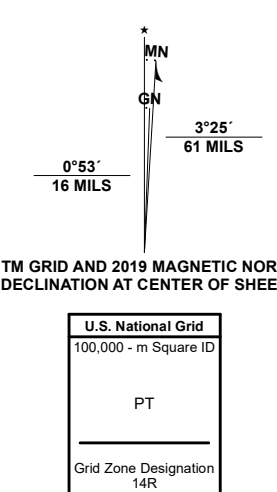 ★
MN
GN
3°25´
61 MILS
0°53´
16 MILS
TM GRID AND 2019 MAGNETIC NOR
DECLINATION AT CENTER OF SHEE
U.S. National Grid
100,000 - m Square ID
PT
Grid Zone Designation
14R